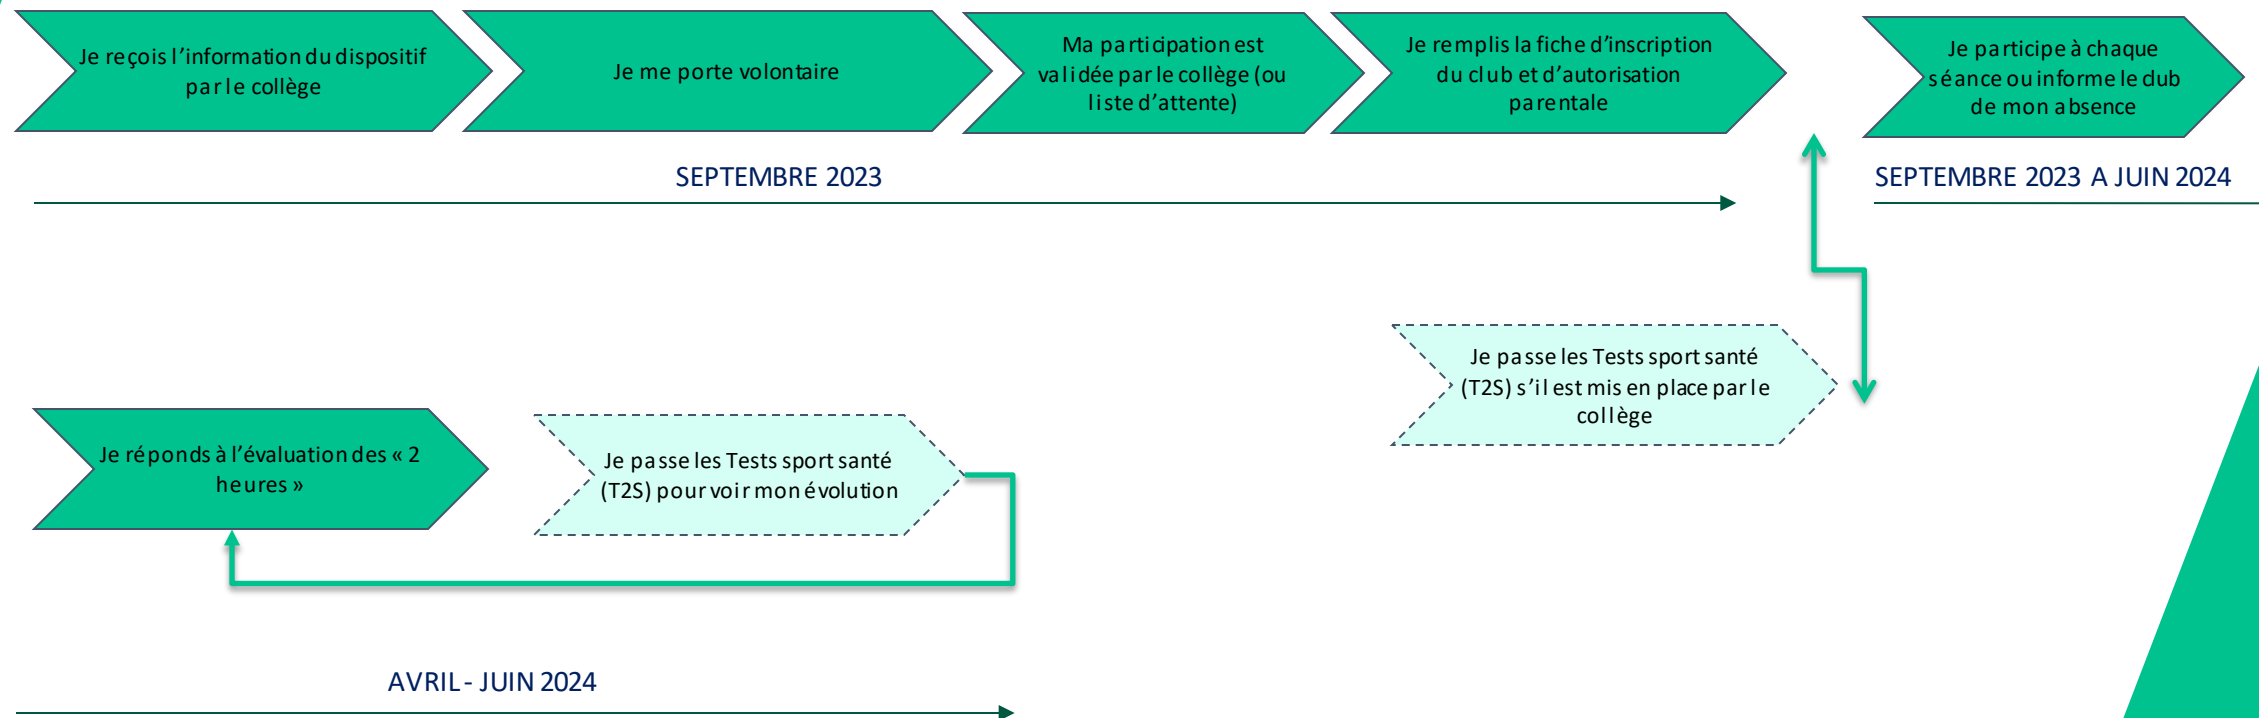 Je reçois l’information du dispositif
par le collège
Je me porte volontaire
Ma participation est
validée par le collège (ou
liste d’attente)
Je remplis la fiche d’inscription
du club et d’autorisation
parentale
Je participe à chaque
séance ou informe le club
de mon absence
SEPTEMBRE 2023
SEPTEMBRE 2023 A JUIN 2024
Je passe les Tests sport santé
(T2S) s’il est mis en place par le
collège
Je réponds à l’évaluation des « 2
heures »
Je passe les Tests sport santé
(T2S) pour voir mon évolution
AVRIL - JUIN 2024